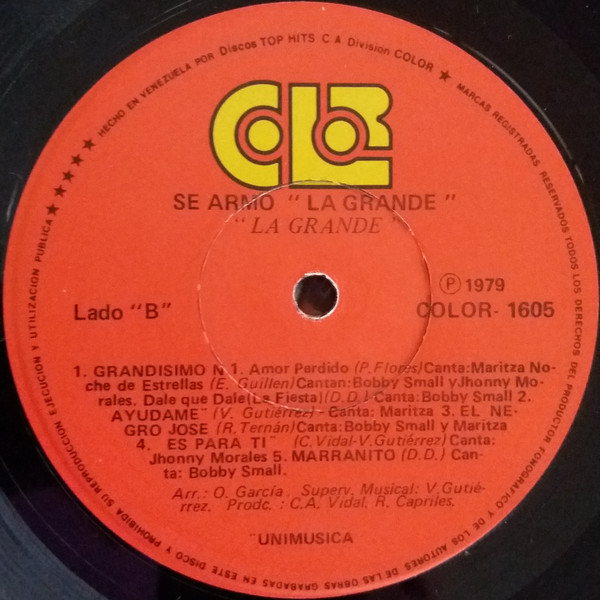 ★ HECHO EN VENEZUELA POR Discos TOP HITS C.A Division COLOR ★ MARCAS REGISTRADAS RESERVADOS TODOS LOS DERECHOS DEL PRODUCTOR FONOGRAFICO Y DE LOS AUTORES DE LAS OBRAS GRABADAS EN ESTE DISCO Y PROHIBIDA SU REPRODUCCION EJECUCION Y UTILIZACION PUBLICA ★★★★★
COLOR
SE ARMO " LA GRANDE "
" LA GRANDE "
Ⓟ 1979
Lado "B"
COLOR- 1605
1. GRANDISIMO N 1. Amor Perdido (P. Flores) Canta: Maritza No-
che de Estrellas (E. Guillen) Cantan: Bobby Small y Jhonny Mo-
rales. Dale que Dale (La Fiesta) (D.D.) Canta: Bobby Small 2.
AYUDAME" (V. Gutiérrez) Canta: Maritza 3. EL NE-
GRO JOSE (R. Ternán) Canta: Bobby Small y Maritza
4. ES PARA TI" (C. Vidal-V. Gutiérrez) Canta:
Jhonny Morales 5. MARRANITO (D.D.) Can-
ta: Bobby Small.
Arr.: O. García. Superv. Musical: V. Gutié-
rrez. Prodc. : C.A. Vidal. R. Capriles.
"UNIMUSICA